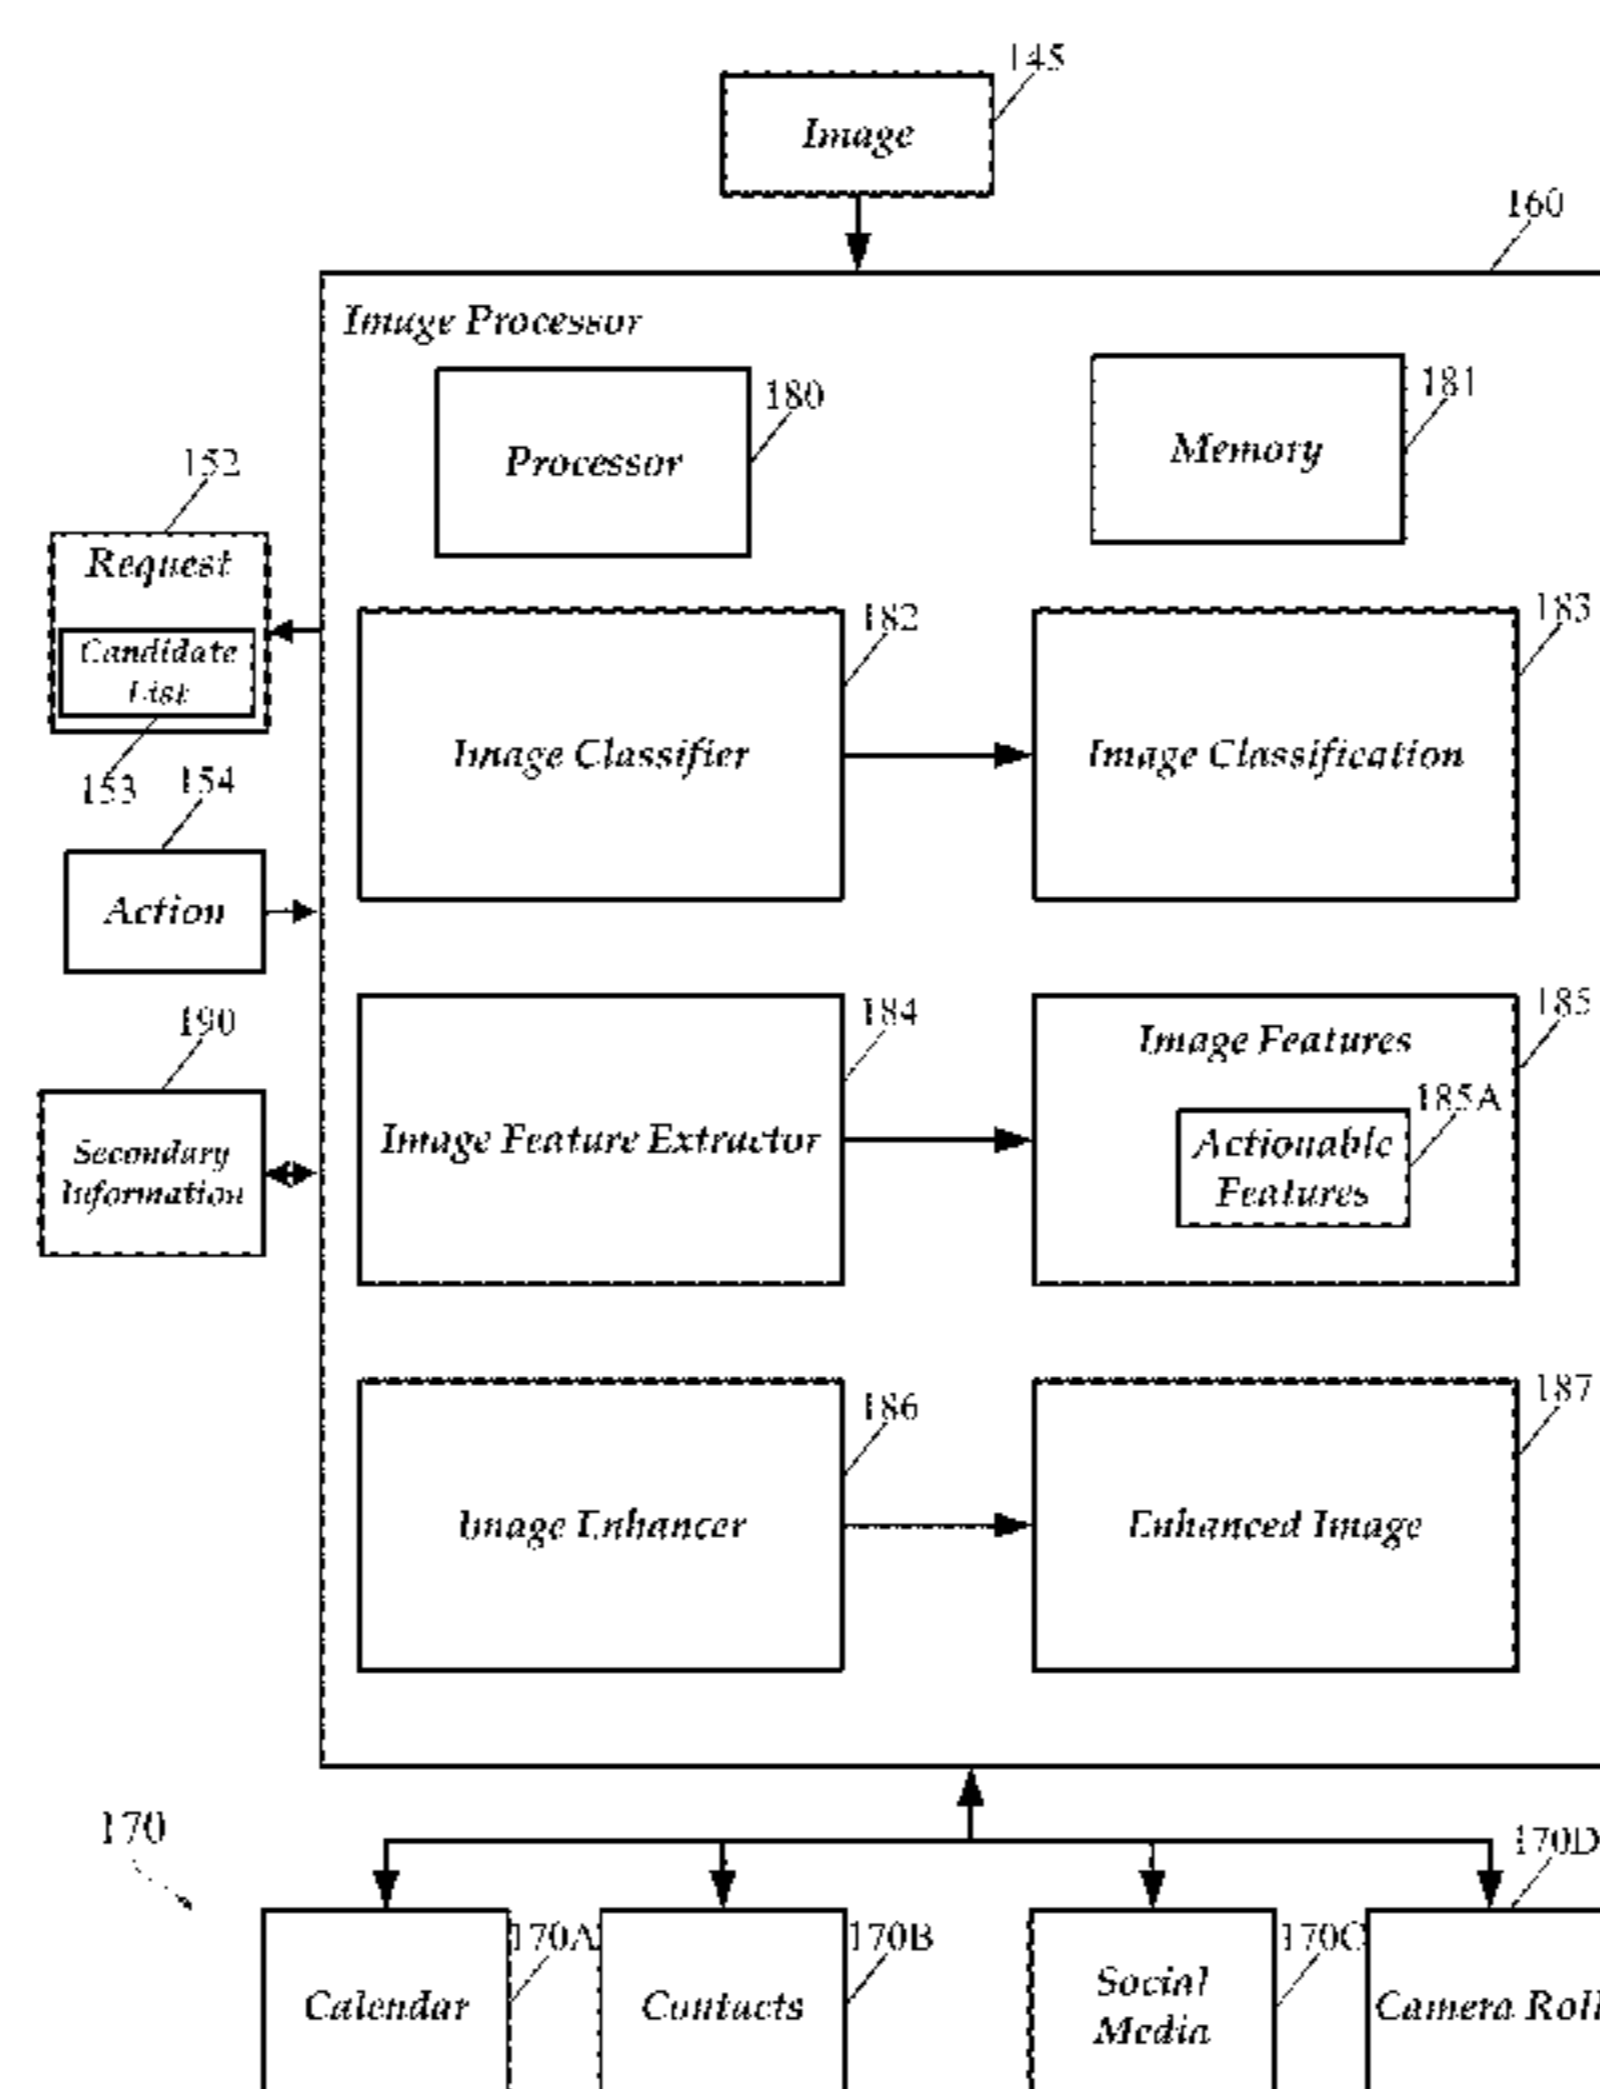 145
Image
160
Image Processor
180
181
Processor
Memory
152
Request
Candidate
List
153
154
Action
182
183
Image Classifier
Image Classification
190
Secondary
Information
184
185
Image Feature Extractor
Image Features
185A
Actionable
Features
186
187
Image Enhancer
Enhanced Image
170
170D
170A
170B
170C
Calendar
Contacts
Social
Media
Camera Roll